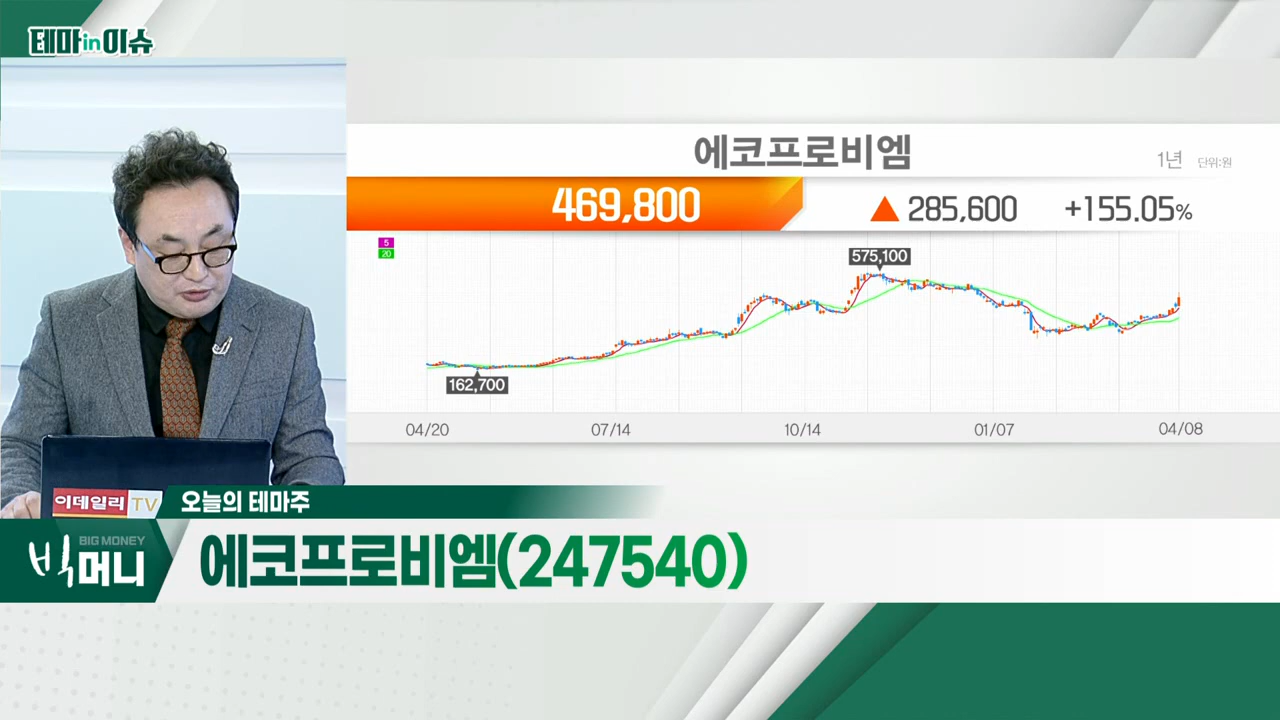 테마in이슈
에코프로비엠
1년 단위:원
469,800 ▲ 285,600 +155.05%
5
20
575,100
162,700
04/20 07/14 10/14 01/07 04/08
이데일리TV 오늘의 테마주
BIG MONEY
빅머니
에코프로비엠(247540)